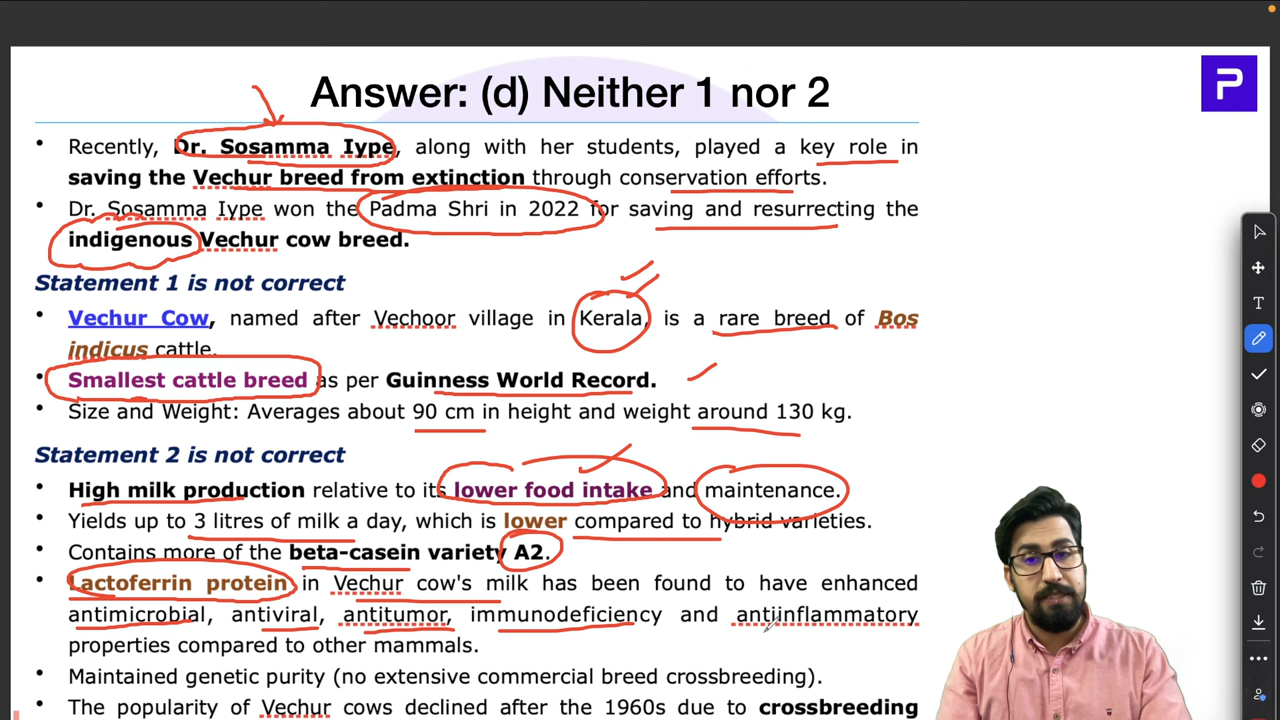 Answer: (d) Neither 1 nor 2
P
• Recently, Dr. Sosamma Iype, along with her students, played a key role in
saving the Vechur breed from extinction through conservation efforts.
• Dr. Sosamma Iype won the Padma Shri in 2022 for saving and resurrecting the
indigenous Vechur cow breed.
Statement 1 is not correct
• Vechur Cow, named after Vechoor village in Kerala, is a rare breed of Bos
indicus cattle.
• Smallest cattle breed as per Guinness World Record.
• Size and Weight: Averages about 90 cm in height and weight around 130 kg.
Statement 2 is not correct
• High milk production relative to its lower food intake and maintenance.
• Yields up to 3 litres of milk a day, which is lower compared to hybrid varieties.
• Contains more of the beta-casein variety A2.
• Lactoferrin protein in Vechur cow's milk has been found to have enhanced
antimicrobial, antiviral, antitumor, immunodeficiency and antiinflammatory
properties compared to other mammals.
• Maintained genetic purity (no extensive commercial breed crossbreeding).
• The popularity of Vechur cows declined after the 1960s due to crossbreeding